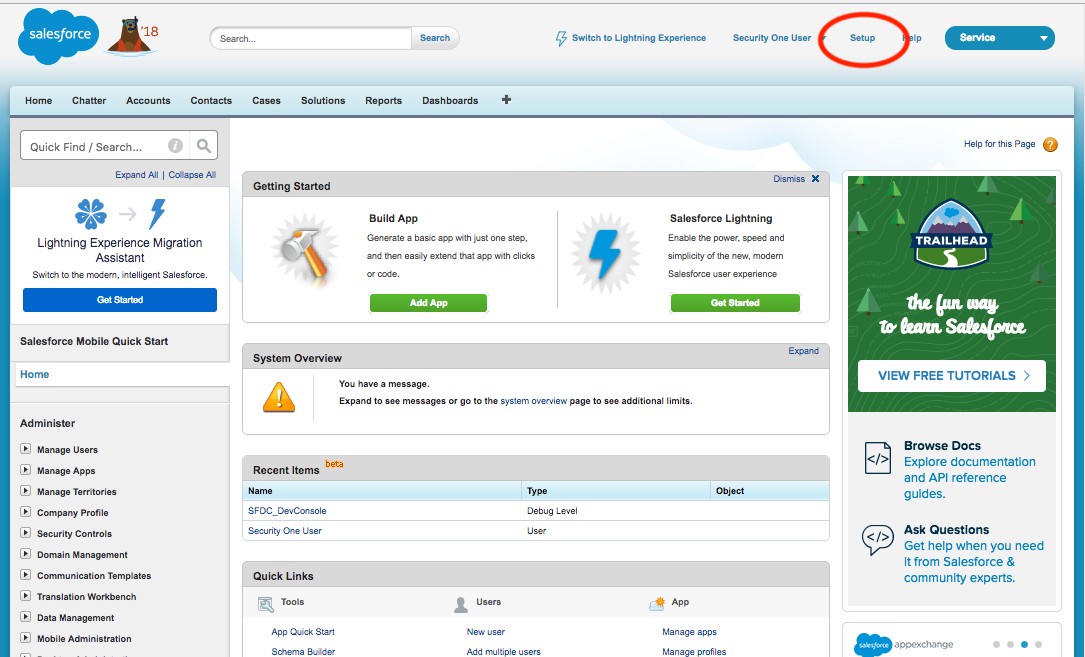 salesforce
'18
Search...
Search
Switch to Lightning Experience
Security One User
Setup
Help
Service
Home
Chatter
Accounts
Contacts
Cases
Solutions
Reports
Dashboards
Quick Find / Search...
Expand All | Collapse All
Lightning Experience Migration
Assistant
Switch to the modern, intelligent Salesforce.
Get Started
Salesforce Mobile Quick Start
Home
Administer
Manage Users
Manage Apps
Manage Territories
Company Profile
Security Controls
Domain Management
Communication Templates
Translation Workbench
Data Management
Mobile Administration
Help for this Page
Getting Started
Dismiss
Build App
Generate a basic app with just one step,
and then easily extend that app with clicks
or code.
Add App
Salesforce Lightning
Enable the power, speed and
simplicity of the new, modern
Salesforce user experience
Get Started
System Overview
Expand
You have a message.
Expand to see messages or go to the system overview page to see additional limits.
Recent Items beta
Name Type Object
SFDC_DevConsole Debug Level
Security One User User
Quick Links
Tools
Users
App
App Quick Start
New user
Manage apps
Schema Builder
Add multiple users
Manage profiles
TRAILHEAD
the fun way
to learn Salesforce
VIEW FREE TUTORIALS
Browse Docs
Explore documentation
and API reference
guides.
Ask Questions
Get help when you need
it from Salesforce &
community experts.
salesforce appexchange